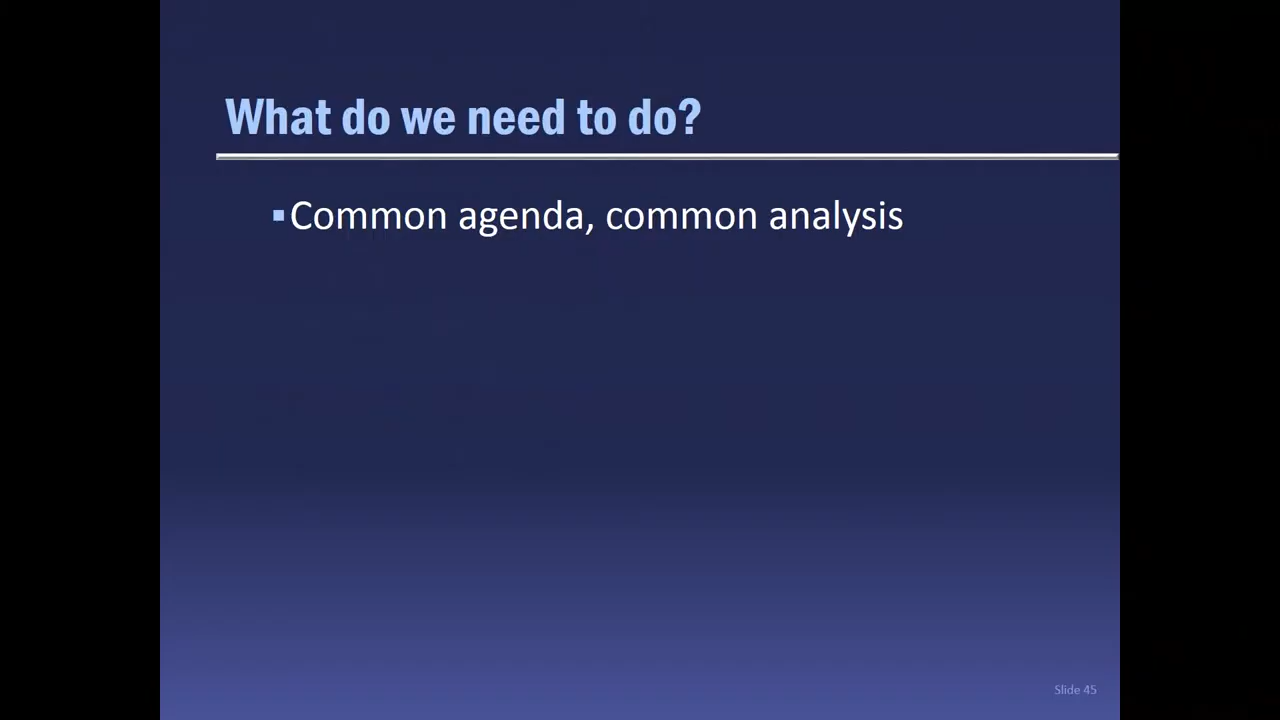 What do we need to do?
▪Common agenda, common analysis
Slide 45